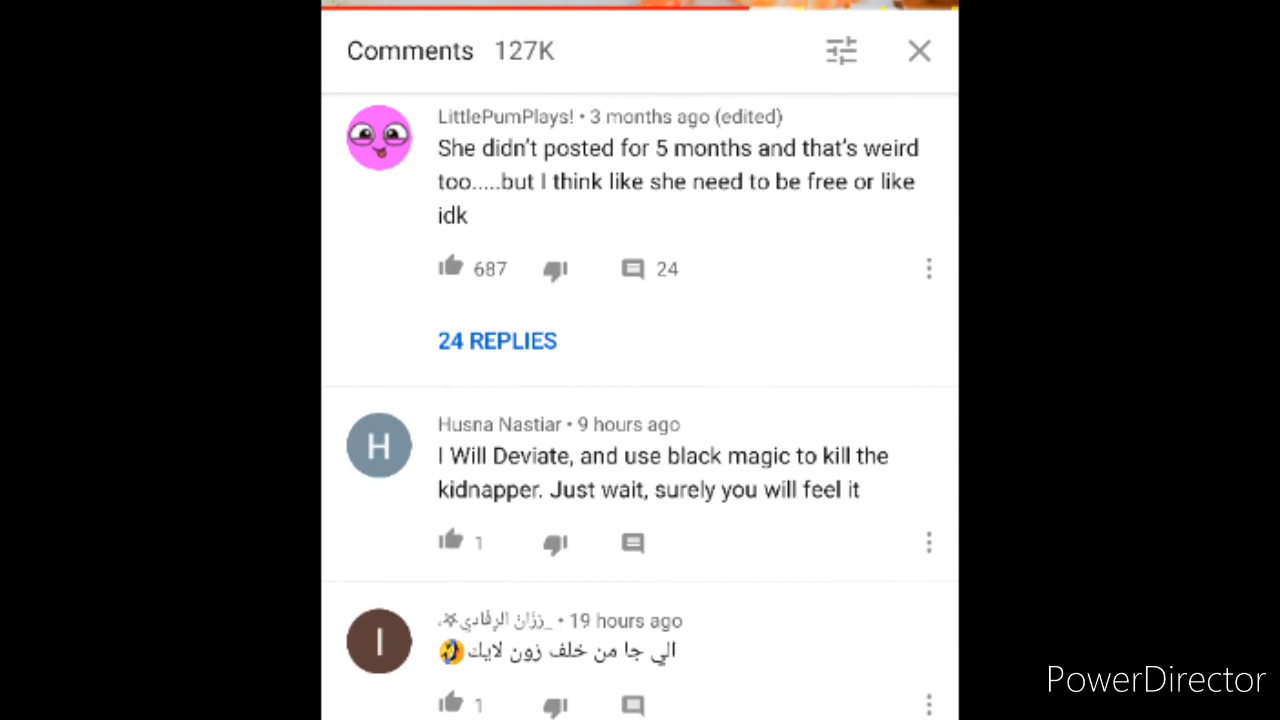 Comments 127K
LittlePumPlays! • 3 months ago (edited)
She didn't posted for 5 months and that's weird
too.....but I think like she need to be free or like
idk
687 24
24 REPLIES
H
Husna Nastiar • 9 hours ago
I Will Deviate, and use black magic to kill the
kidnapper. Just wait, surely you will feel it
1
I
• 19 hours ago
الي جا من خلف زون لايك🤣
1
PowerDirector